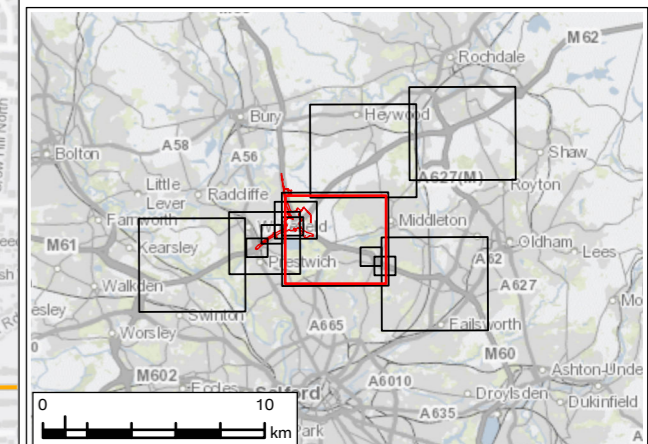 M 62
Rochdale
Bury
Heywood
A58
Bolton
A56
Shaw
A627(M)
Royton
Little
Lever
Radcliffe
Farnworth
Middleton
Oldham
M61
Kearsley
A62
Lees
Prestwich
Walkden
A627
Swinton
A665
Failsworth
Worsley
M60
M602
Eccles
Salford
A6010
Ashton-Unde
Droylsden
Dukinfield
A635
Park
0
10
km